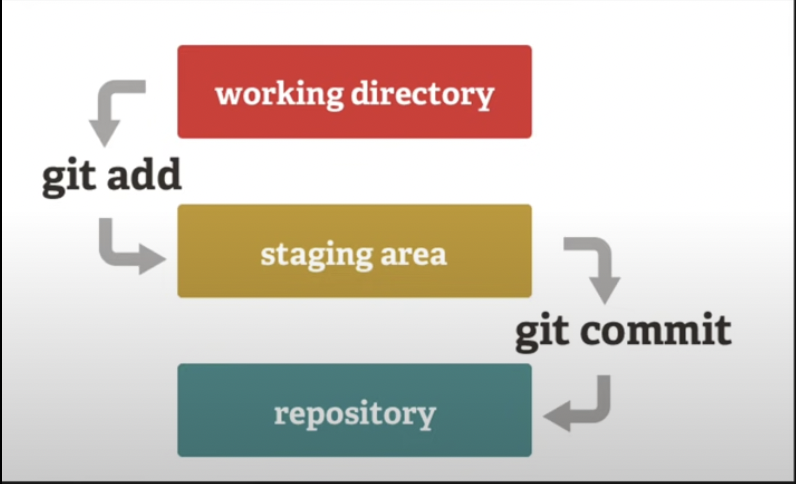 working directory
git add
staging area
git commit
repository